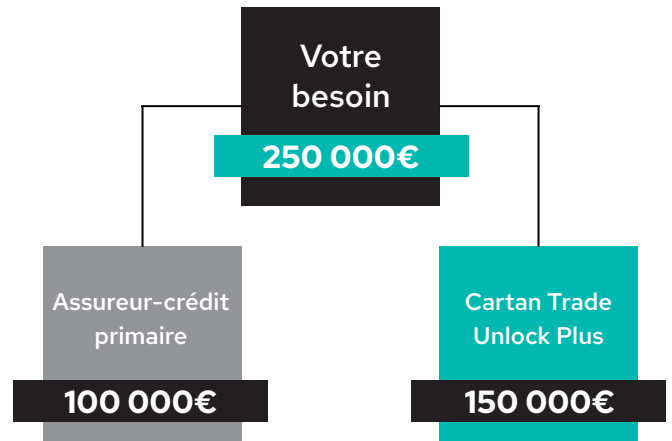 Votre
besoin
250 000€
Assureur-crédit
primaire
100 000€
Cartan Trade
Unlock Plus
150 000€